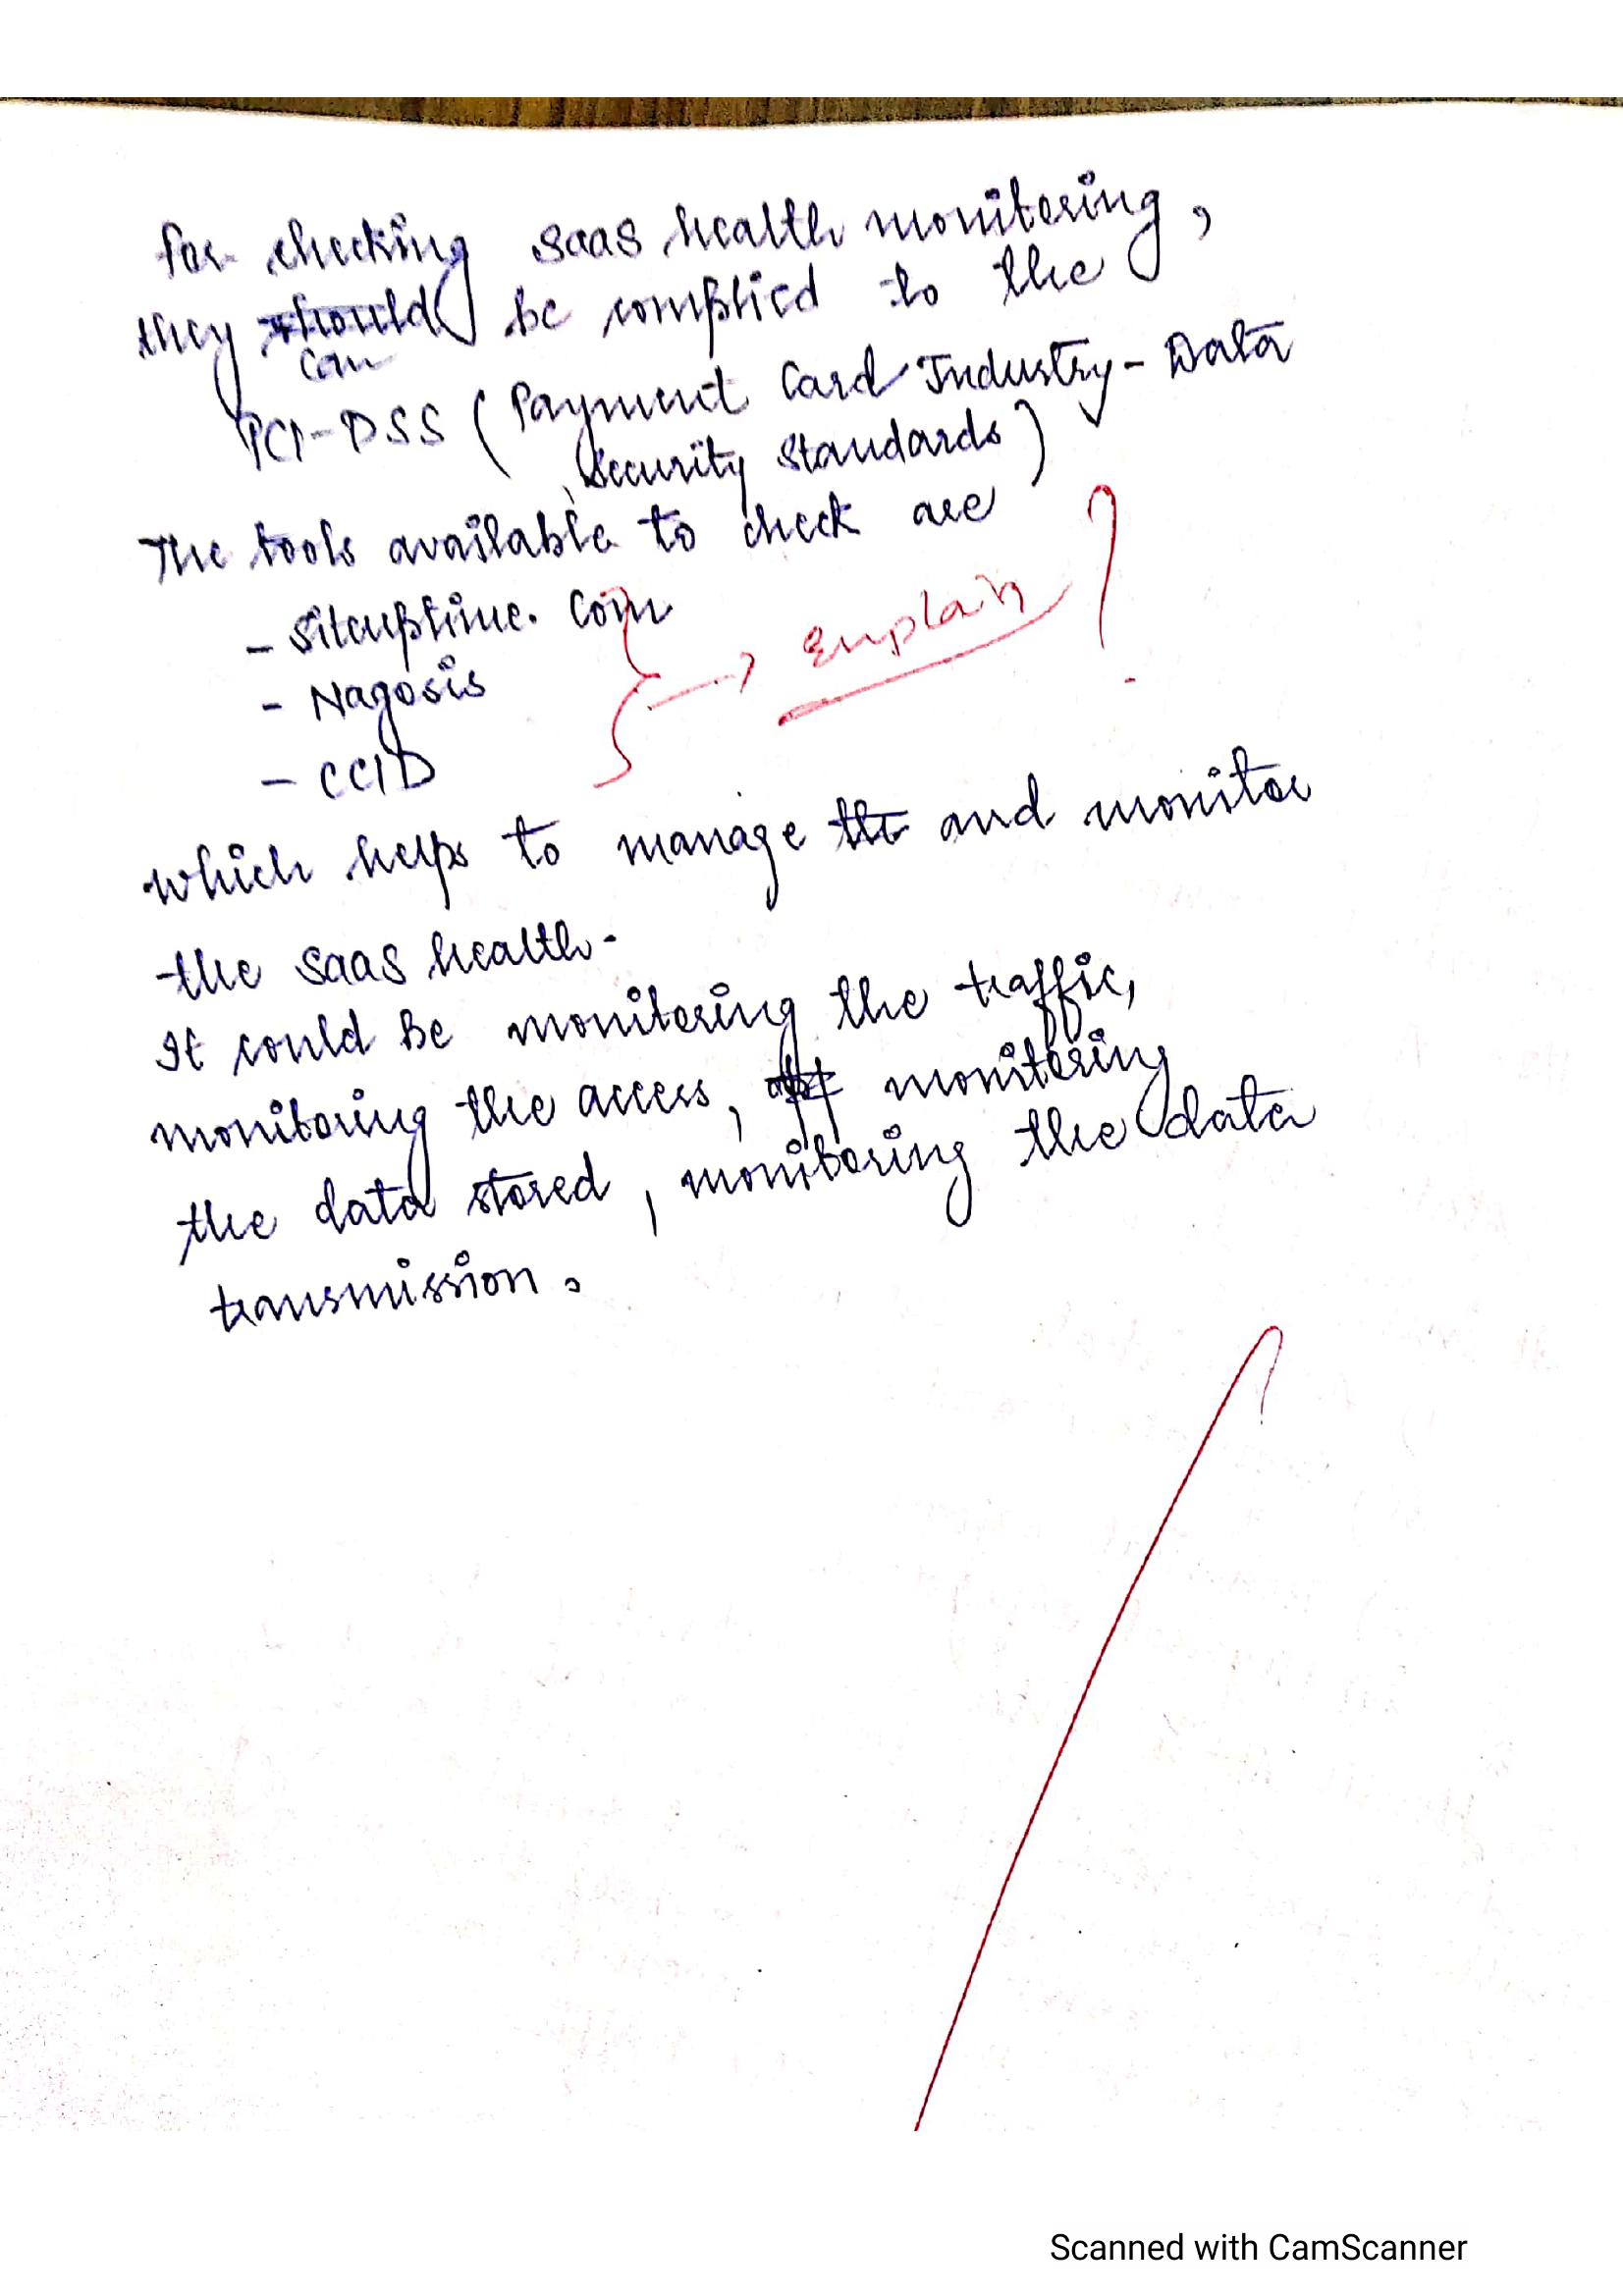 For checking SaaS health monitoring,
they should be complied to the
can
PCI-DSS (Payment Card Industry - Data
Security Standards)
The tools available to check are
- Siteuptime. Com
- Nagosis
- CCID
} → Explain ?
which helps to manage the and monitor
the SaaS health.
It could be monitoring the traffic,
monitoring the access, monitering
the data stored, monitoring the data
transmission.
Scanned with CamScanner